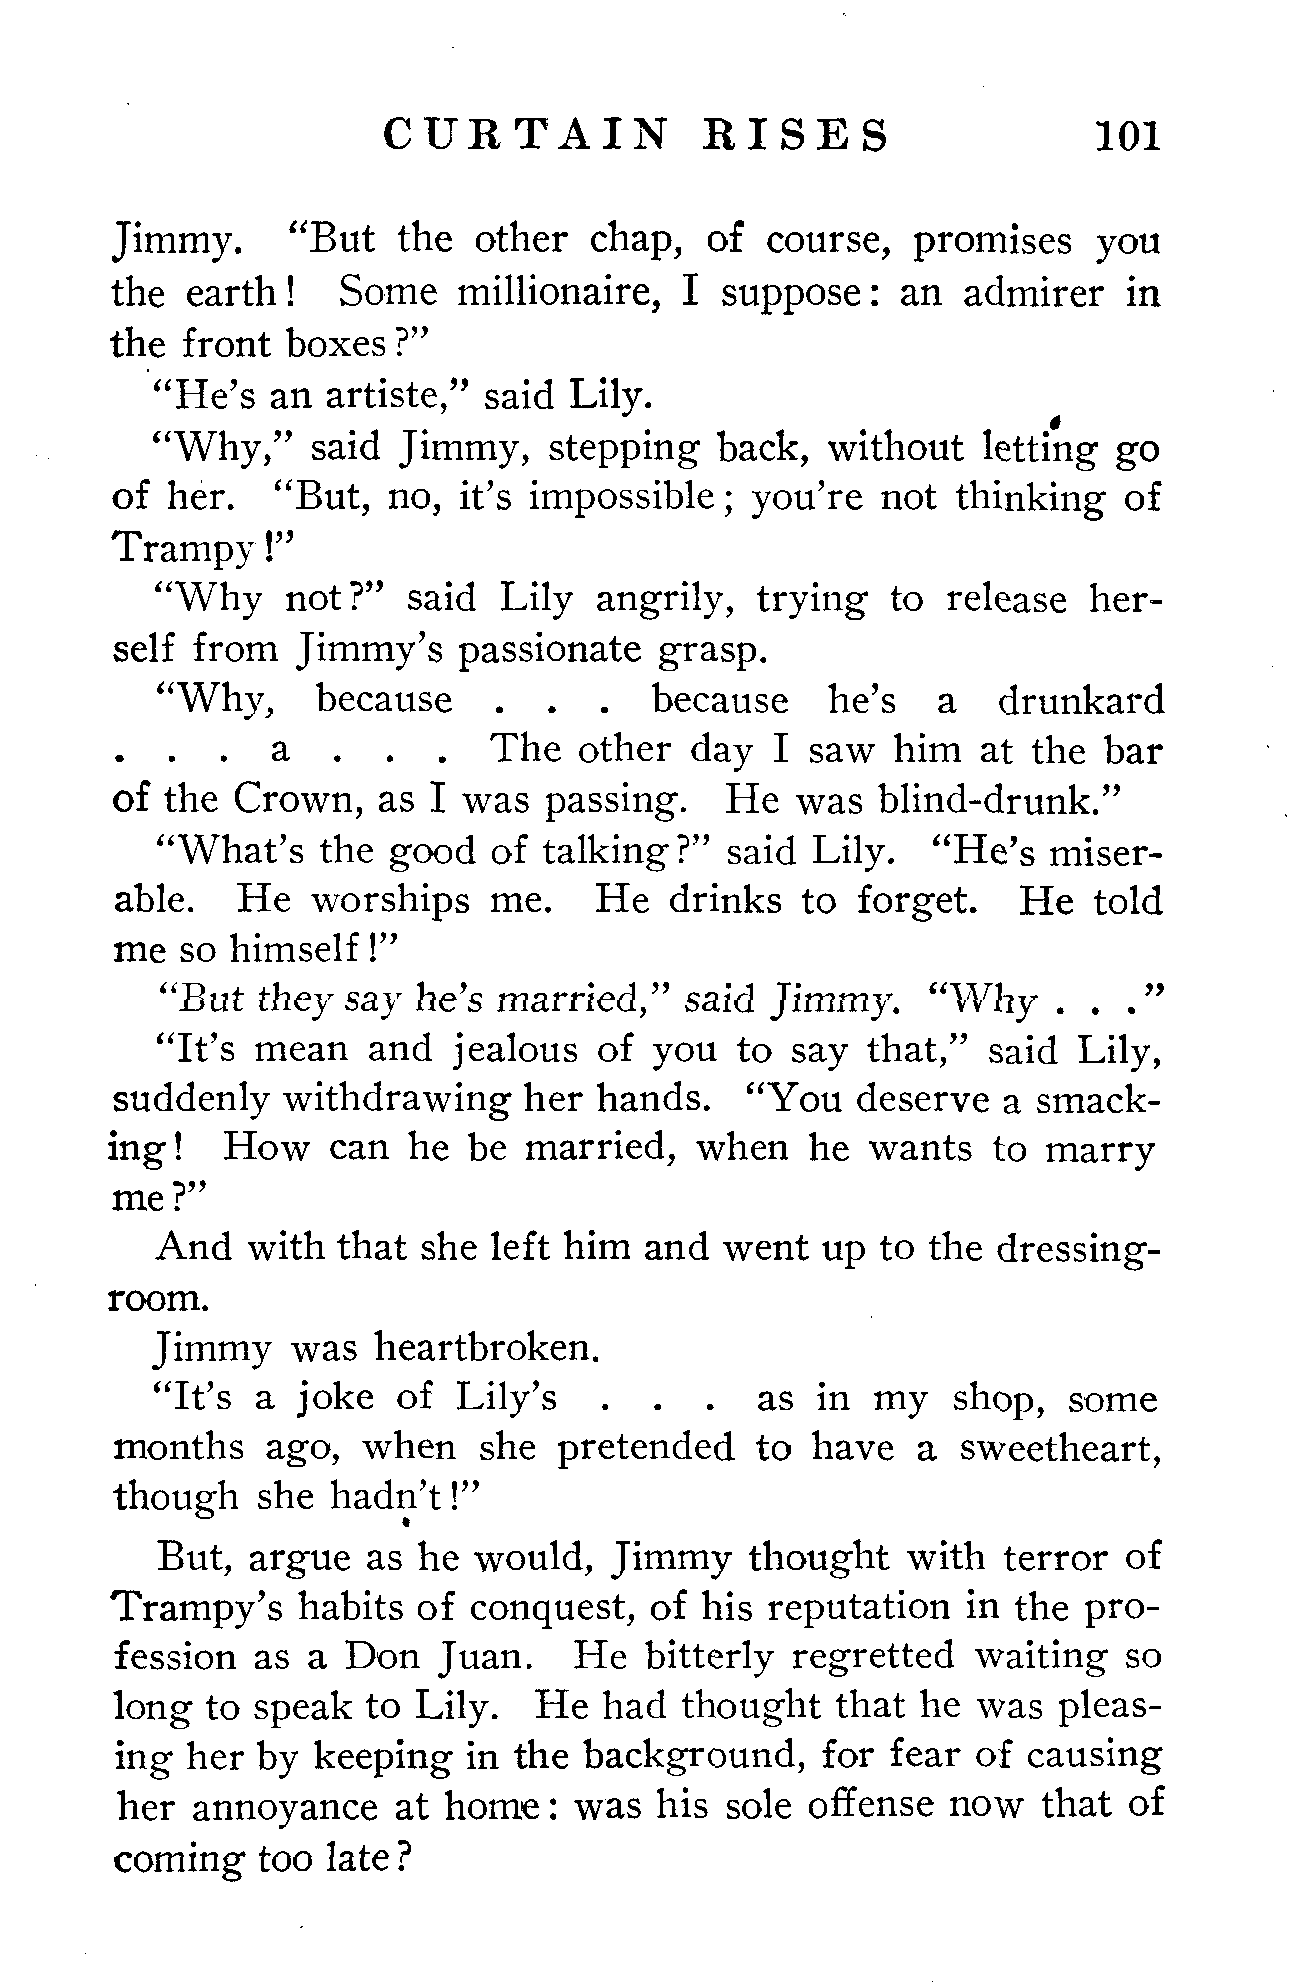 CURTAIN RISES 101
Jimmy. “But the other chap, of course, promises you
the earth! Some millionaire, I suppose: an admirer in
the front boxes?”
“He’s an artiste,” said Lily.
“Why,” said Jimmy, stepping back, without letting go
of her. “But, no, it’s impossible; you’re not thinking of
Trampy!”
“Why not?” said Lily angrily, trying to release her-
self from Jimmy’s passionate grasp.
“Why, because . . . because he’s a drunkard
. . . a . . . The other day I saw him at the bar
of the Crown, as I was passing. He was blind-drunk.”
“What’s the good of talking?” said Lily. “He’s miser-
able. He worships me. He drinks to forget. He told
me so himself!”
“But they say he’s married,” said Jimmy. “Why . . .”
“It’s mean and jealous of you to say that,” said Lily,
suddenly withdrawing her hands. “You deserve a smack-
ing! How can he be married, when he wants to marry
me?”
And with that she left him and went up to the dressing-
room.
Jimmy was heartbroken.
“It’s a joke of Lily’s . . . as in my shop, some
months ago, when she pretended to have a sweetheart,
though she hadn’t!”
But, argue as he would, Jimmy thought with terror of
Trampy’s habits of conquest, of his reputation in the pro-
fession as a Don Juan. He bitterly regretted waiting so
long to speak to Lily. He had thought that he was pleas-
ing her by keeping in the background, for fear of causing
her annoyance at home: was his sole offense now that of
coming too late?